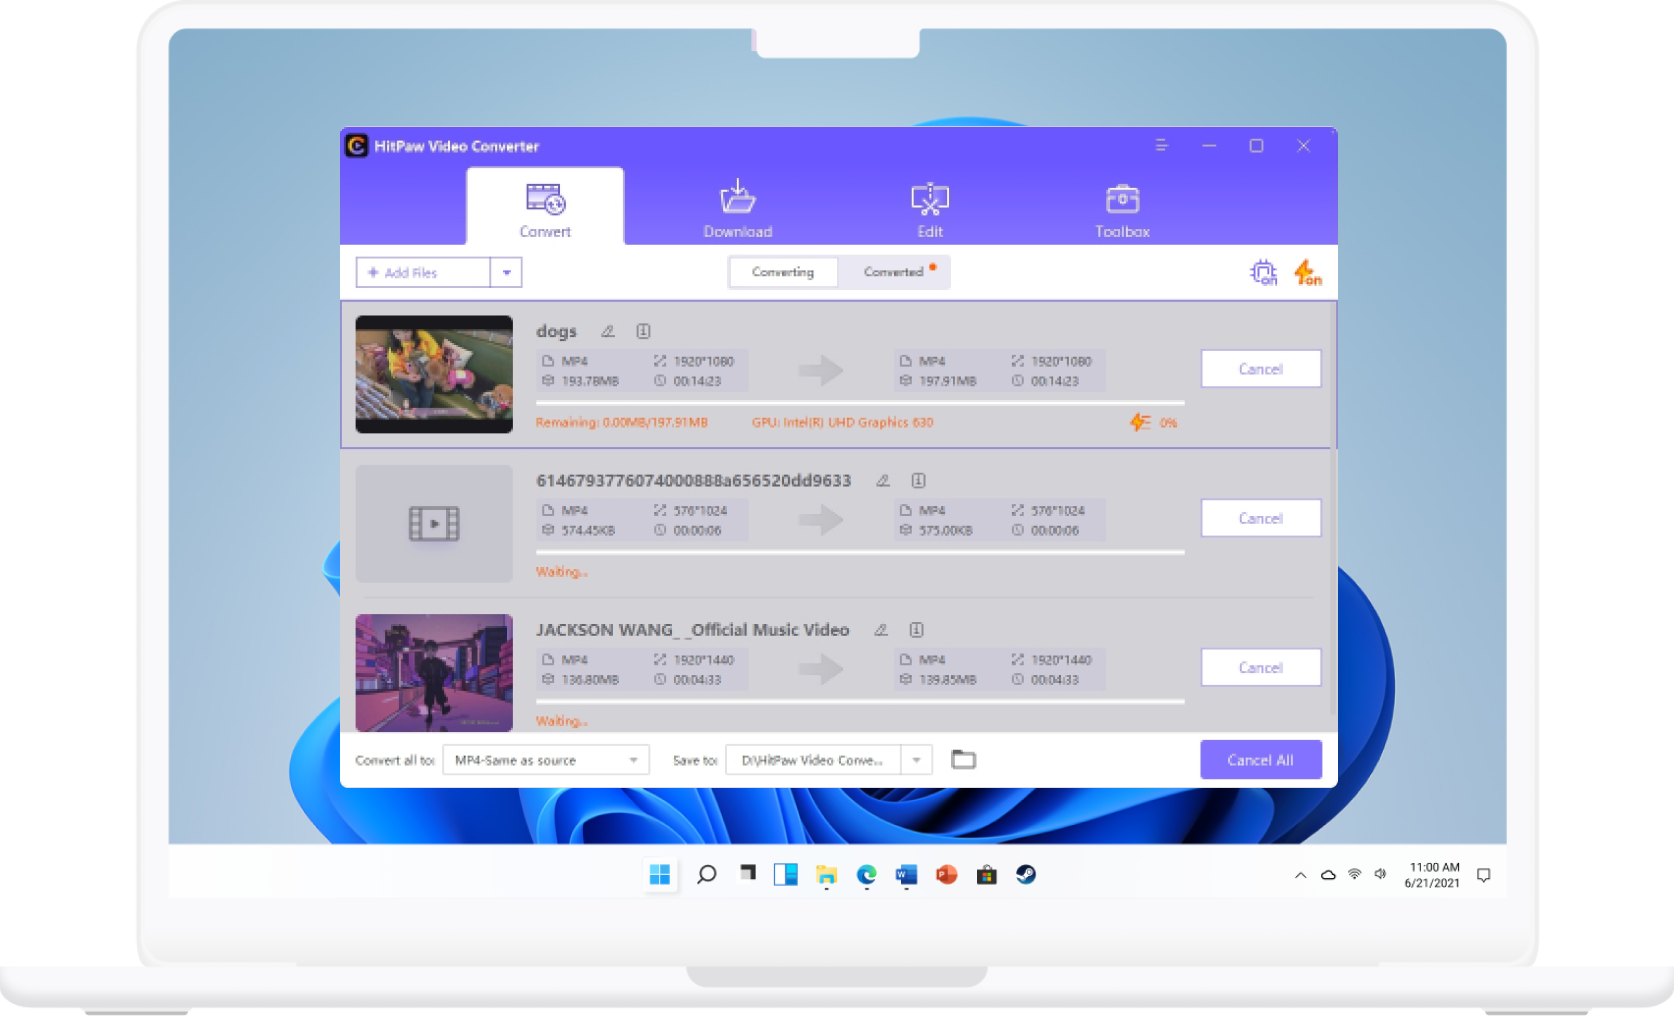 HitPaw Video Converter
Convert
Download
Edit
Toolbox
+ Add Files
Converting
Converted
on
on
dogs
MP4 1920*1080
193.78MB 00:14:23
MP4 1920*1080
197.91MB 00:14:23
Cancel
Remaining: 0.00MB/197.91MB GPU: Intel(R) UHD Graphics 630 0%
6146793776074000888a656520dd9633
MP4 576*1024
574.45KB 00:00:06
MP4 576*1024
575.00KB 00:00:06
Cancel
Waiting...
JACKSON WANG_ _Official Music Video
MP4 1920*1440
136.80MB 00:04:33
MP4 1920*1440
139.85MB 00:04:33
Cancel
Waiting...
Convert all to: MP4-Same as source Save to: D:\HitPaw Video Conve... Cancel All
11:00 AM
6/21/2021